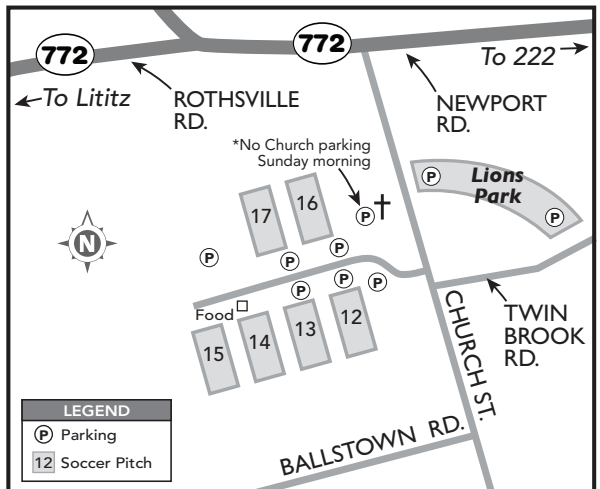 772
772
To 222
To Lititz
ROTHSVILLE
RD.
NEWPORT
RD.
*No Church parking
Sunday morning
Lions
Park
P
P
P
17
16
N
P
P
P
P
P
P
Food
15
14
13
12
CHURCH ST.
TWIN
BROOK
RD.
BALLSTOWN RD.
LEGEND
P Parking
12 Soccer Pitch